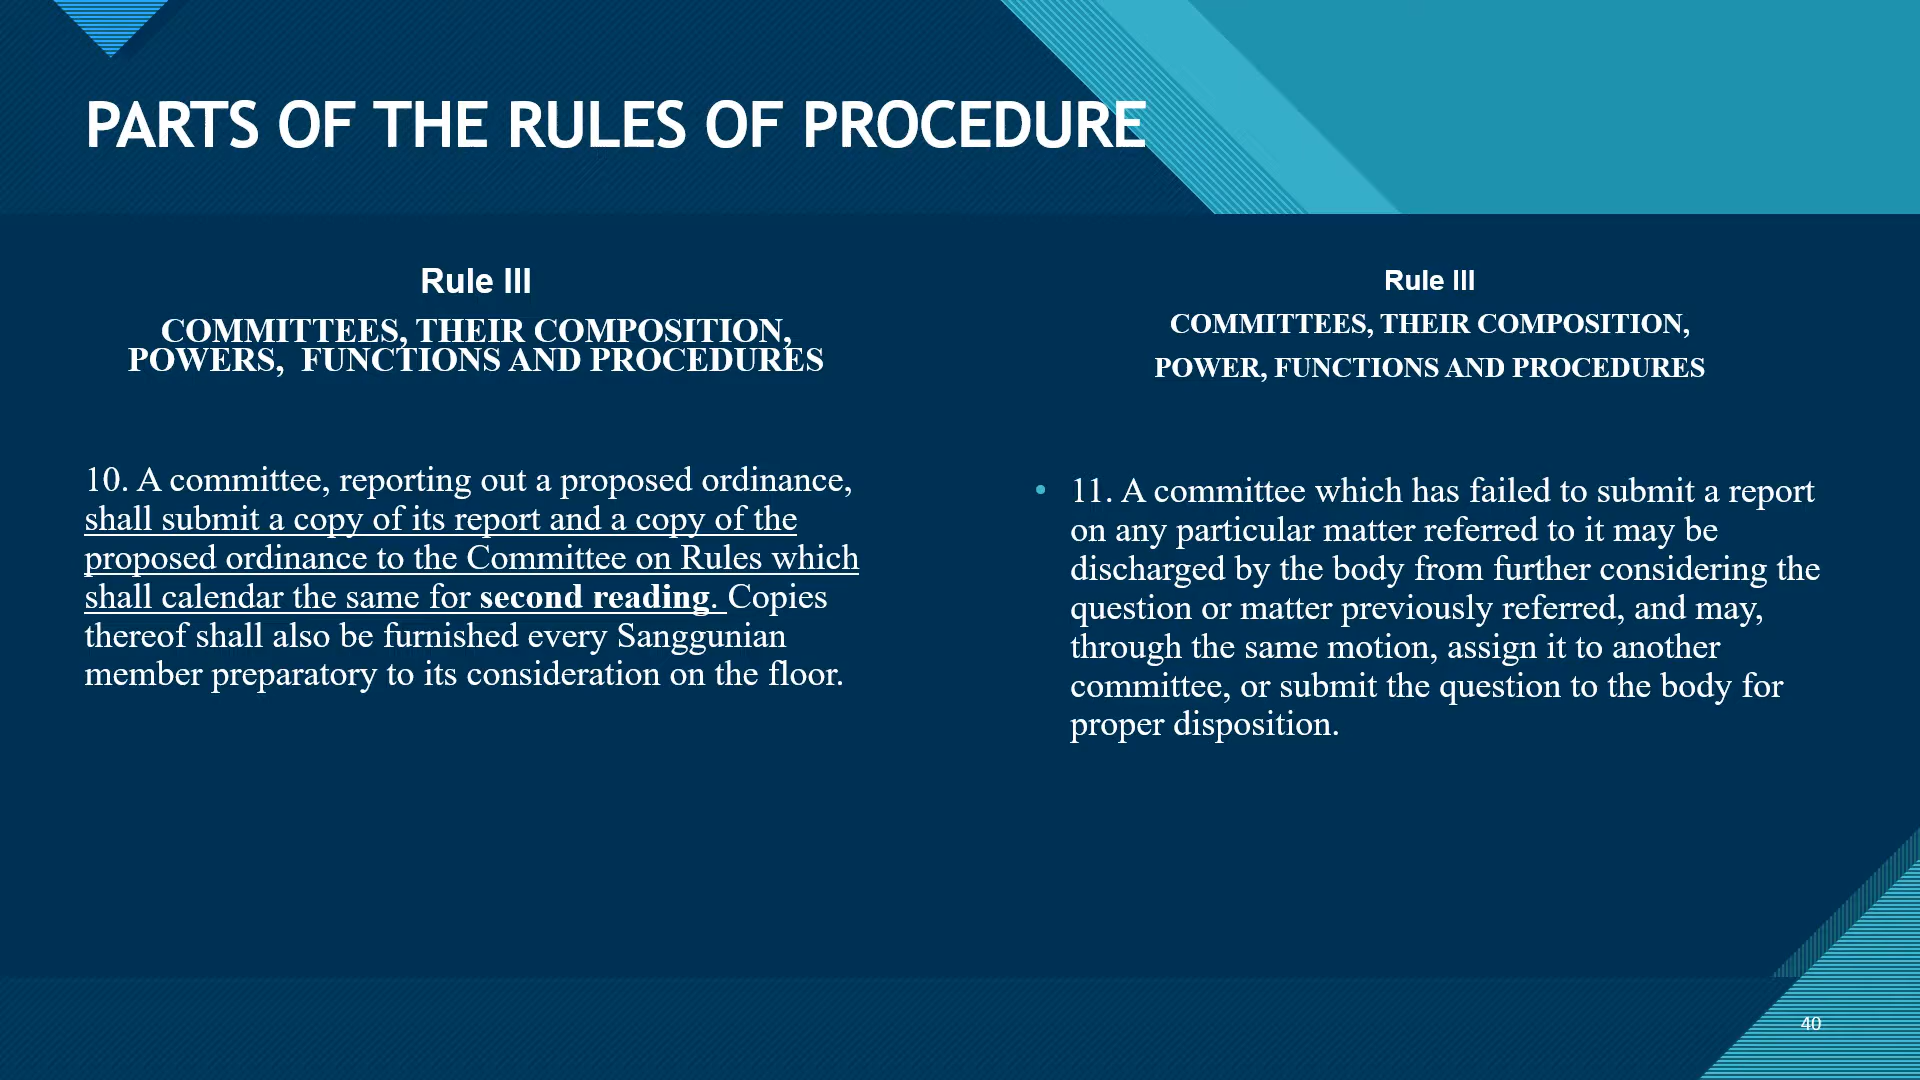 PARTS OF THE RULES OF PROCEDURE
Rule III
COMMITTEES, THEIR COMPOSITION,
POWERS,  FUNCTIONS AND PROCEDURES
10. A committee, reporting out a proposed ordinance,
shall submit a copy of its report and a copy of the
proposed ordinance to the Committee on Rules which
shall calendar the same for second reading. Copies
thereof shall also be furnished every Sanggunian
member preparatory to its consideration on the floor.
Rule III
COMMITTEES, THEIR COMPOSITION,
POWER, FUNCTIONS AND PROCEDURES
• 11. A committee which has failed to submit a report
on any particular matter referred to it may be
discharged by the body from further considering the
question or matter previously referred, and may,
through the same motion, assign it to another
committee, or submit the question to the body for
proper disposition.
40